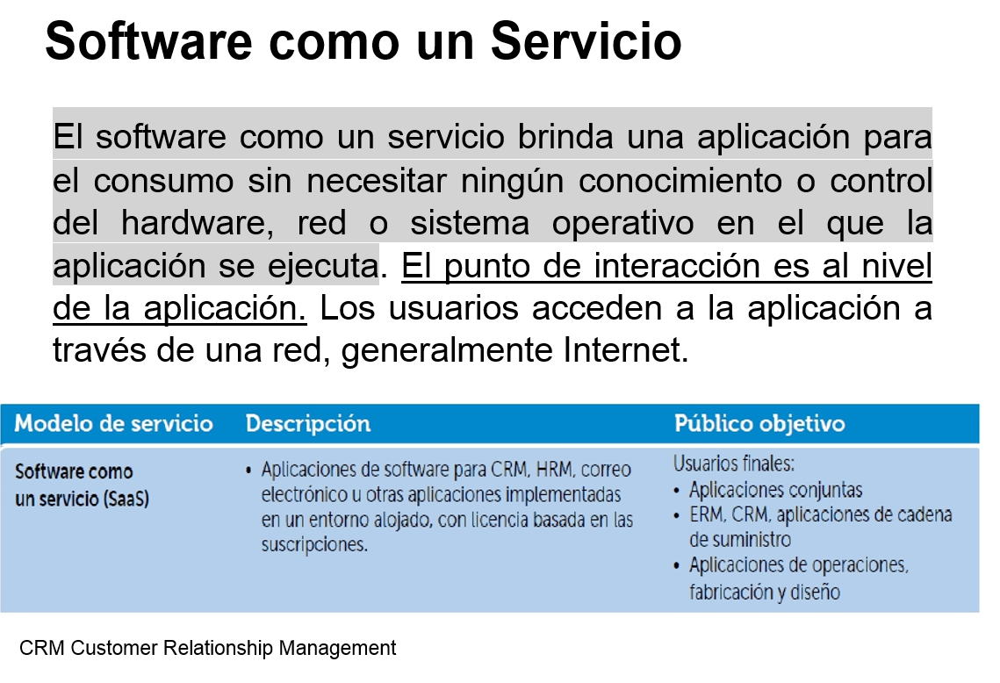 Software como un Servicio
El software como un servicio brinda una aplicación para
el consumo sin necesitar ningún conocimiento o control
del hardware, red o sistema operativo en el que la
aplicación se ejecuta. El punto de interacción es al nivel
de la aplicación. Los usuarios acceden a la aplicación a
través de una red, generalmente Internet.
Modelo de servicio Descripción Público objetivo
Software como
un servicio (SaaS)
• Aplicaciones de software para CRM, HRM, correo
electrónico u otras aplicaciones implementadas
en un entorno alojado, con licencia basada en las
suscripciones.
Usuarios finales:
• Aplicaciones conjuntas
• ERM, CRM, aplicaciones de cadena
de suministro
• Aplicaciones de operaciones,
fabricación y diseño
CRM Customer Relationship Management